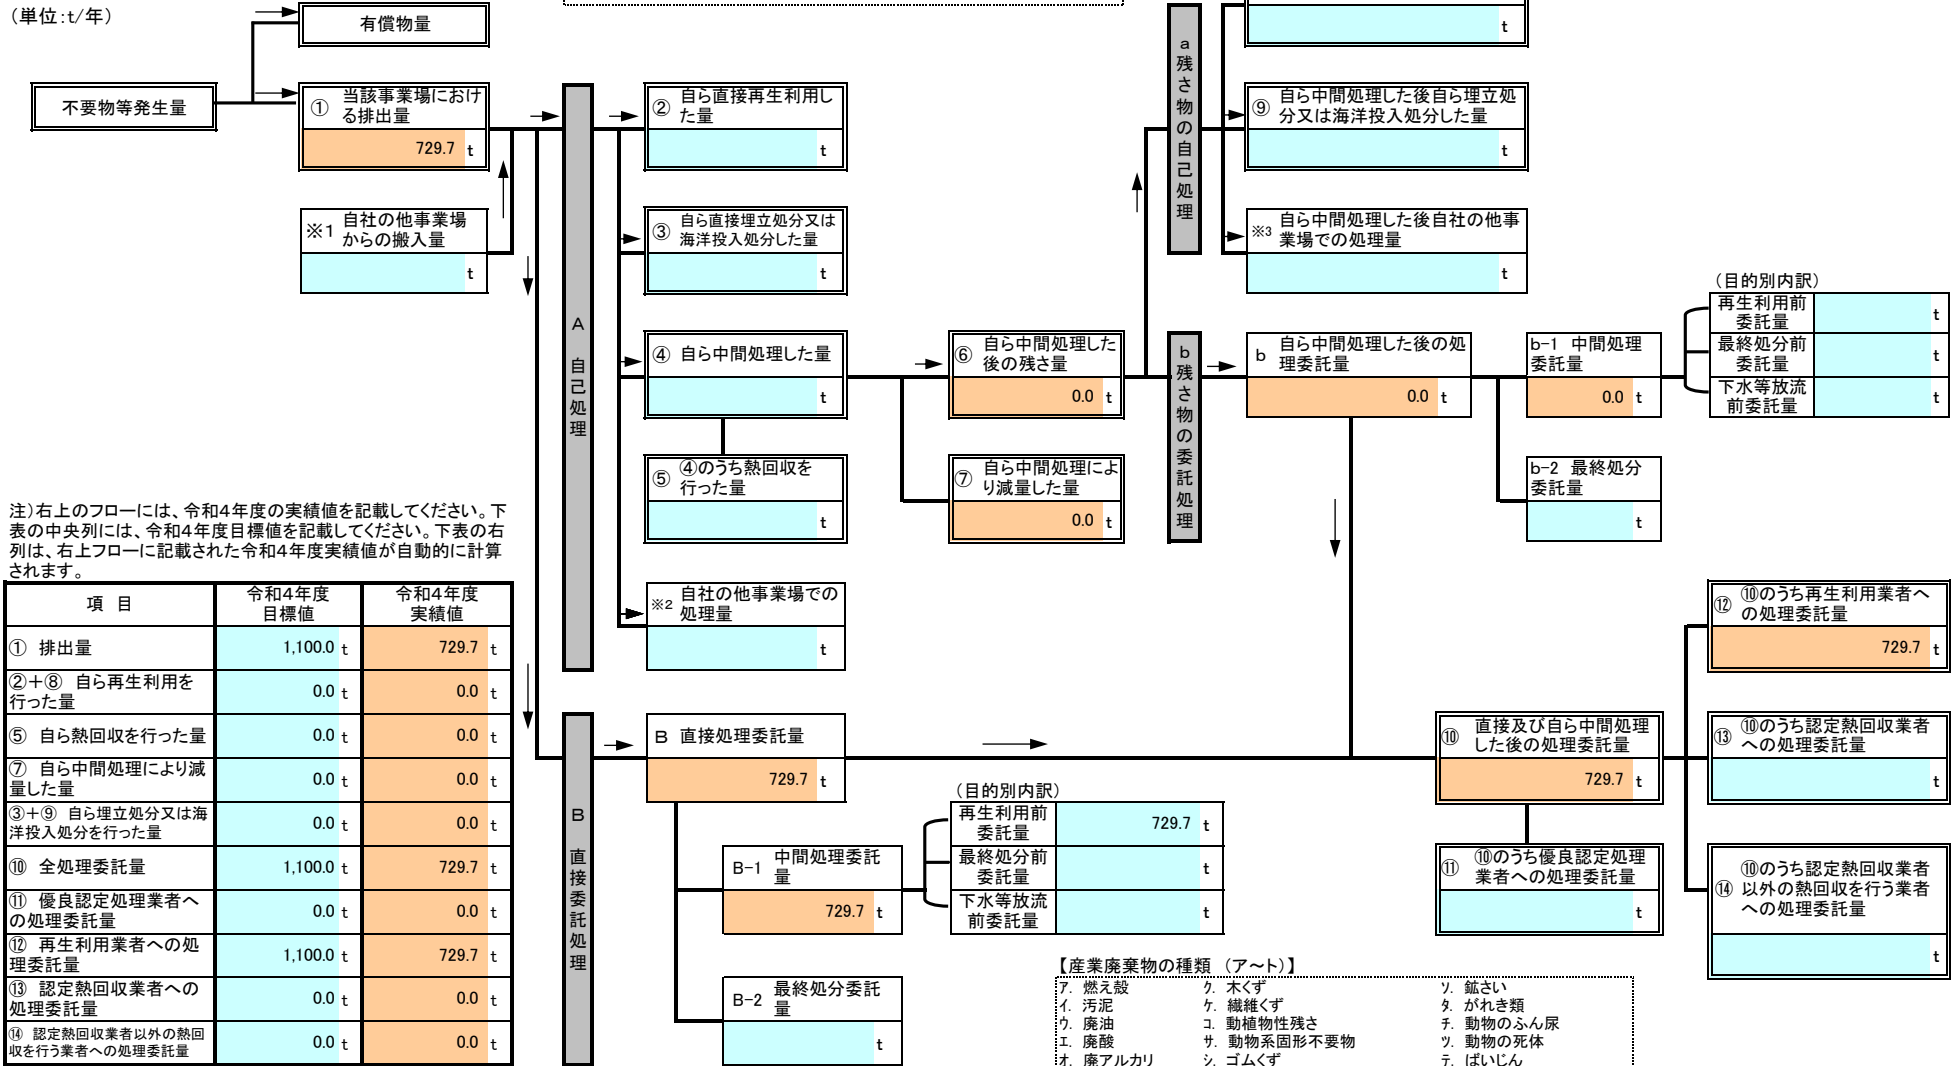 (単位:t/年)
有償物量
不要物等発生量
① 当該事業場におけ
る排出量
729.7 t
※1 自社の他事業場
からの搬入量
t
A 自己処理
② 自ら直接再生利用し
た量
t
③ 自ら直接埋立処分又は
海洋投入処分した量
t
④ 自ら中間処理した量
t
⑤ ④のうち熱回収を
行った量
t
※2 自社の他事業場での
処理量
t
⑥ 自ら中間処理した
後の残さ量
0.0 t
⑦ 自ら中間処理によ
り減量した量
0.0 t
a残さ物の自己処理
t
⑨ 自ら中間処理した後自ら埋立処
分又は海洋投入処分した量
t
※3 自ら中間処理した後自社の他事
業場での処理量
t
b残さ物の委託処理
b 自ら中間処理した後の処
理委託量
0.0 t
b-1 中間処理
委託量
0.0 t
b-2 最終処分
委託量
t
(目的別内訳)
再生利用前
委託量 t
最終処分前
委託量 t
下水等放流
前委託量 t
注)右上のフローには、令和4年度の実績値を記載してください。下
表の中央列には、令和4年度目標値を記載してください。下表の右
列は、右上フローに記載された令和4年度実績値が自動的に計算
されます。
項 目 令和4年度目標値 令和4年度実績値
① 排出量 1,100.0 t 729.7 t
②+⑧ 自ら再生利用を
行った量 0.0 t 0.0 t
⑤ 自ら熱回収を行った量 0.0 t 0.0 t
⑦ 自ら中間処理により減
量した量 0.0 t 0.0 t
③+⑨ 自ら埋立処分又は海
洋投入処分を行った量 0.0 t 0.0 t
⑩ 全処理委託量 1,100.0 t 729.7 t
⑪ 優良認定処理業者へ
の処理委託量 0.0 t 0.0 t
⑫ 再生利用業者への処
理委託量 1,100.0 t 729.7 t
⑬ 認定熱回収業者への
処理委託量 0.0 t 0.0 t
⑭ 認定熱回収業者以外の熱回
収を行う業者への処理委託量 0.0 t 0.0 t
B 直接委託処理
B 直接処理委託量
729.7 t
B-1 中間処理委託
量
729.7 t
B-2 最終処分委託
量
t
(目的別内訳)
再生利用前
委託量 729.7 t
最終処分前
委託量 t
下水等放流
前委託量 t
⑩ 直接及び自ら中間処理
した後の処理委託量
729.7 t
⑪ ⑩のうち優良認定処理
業者への処理委託量
t
⑫ ⑩のうち再生利用業者へ
の処理委託量
729.7 t
⑬ ⑩のうち認定熱回収業者
への処理委託量
t
⑭ ⑩のうち認定熱回収業者
以外の熱回収を行う業者
への処理委託量
t
【産業廃棄物の種類 (ア~ト)】
ア. 燃え殻 ク. 木くず ソ. 鉱さい
イ. 汚泥 ケ. 繊維くず タ. がれき類
ウ. 廃油 コ. 動植物性残さ チ. 動物のふん尿
エ. 廃酸 サ. 動物系固形不要物 ツ. 動物の死体
オ. 廃アルカリ シ. ゴムくず テ. ばいじん